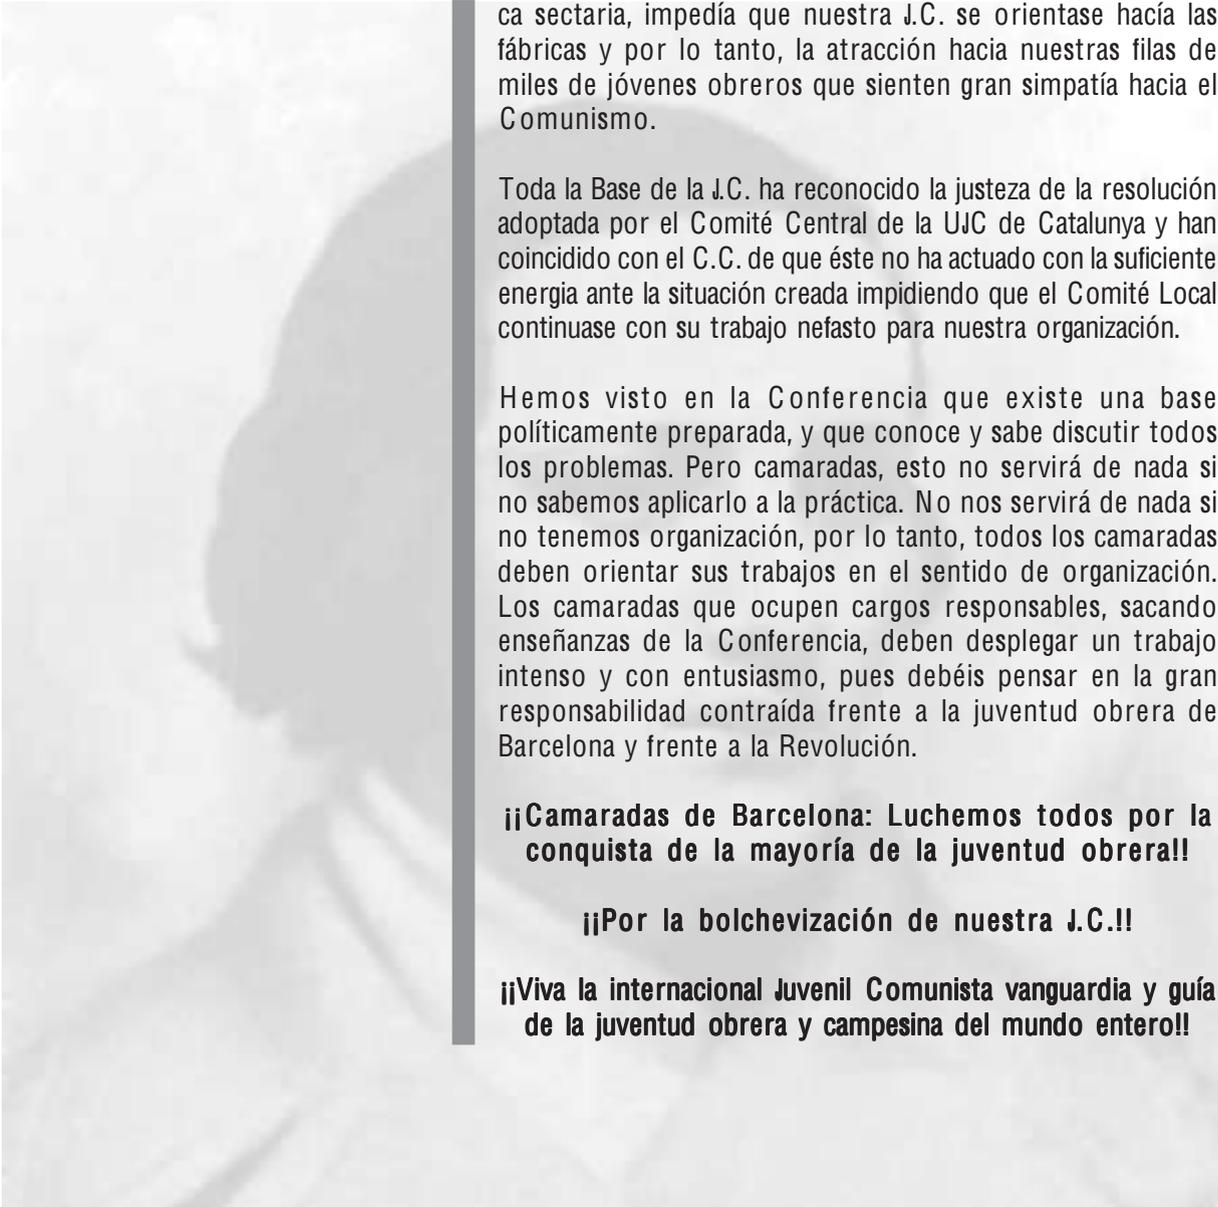 ca sectaria, impedía que nuestra J.C. se orientase hacía las
fábricas y por lo tanto, la atracción hacia nuestras filas de
miles de jóvenes obreros que sienten gran simpatía hacia el
Comunismo.
Toda la Base de la J.C. ha reconocido la justeza de la resolución
adoptada por el Comité Central de la UJC de Catalunya y han
coincidido con el C.C. de que éste no ha actuado con la suficiente
energia ante la situación creada impidiendo que el Comité Local
continuase con su trabajo nefasto para nuestra organización.
Hemos visto en la Conferencia que existe una base
políticamente preparada, y que conoce y sabe discutir todos
los problemas. Pero camaradas, esto no servirá de nada si
no sabemos aplicarlo a la práctica. No nos servirá de nada si
no tenemos organización, por lo tanto, todos los camaradas
deben orientar sus trabajos en el sentido de organización.
Los camaradas que ocupen cargos responsables, sacando
enseñanzas de la Conferencia, deben desplegar un trabajo
intenso y con entusiasmo, pues debéis pensar en la gran
responsabilidad contraída frente a la juventud obrera de
Barcelona y frente a la Revolución.
¡¡Camaradas de Barcelona: Luchemos todos por la
conquista de la mayoría de la juventud obrera!!
¡¡Por la bolchevización de nuestra J.C.!!
¡¡Viva la internacional Juvenil Comunista vanguardia y guía
de la juventud obrera y campesina del mundo entero!!